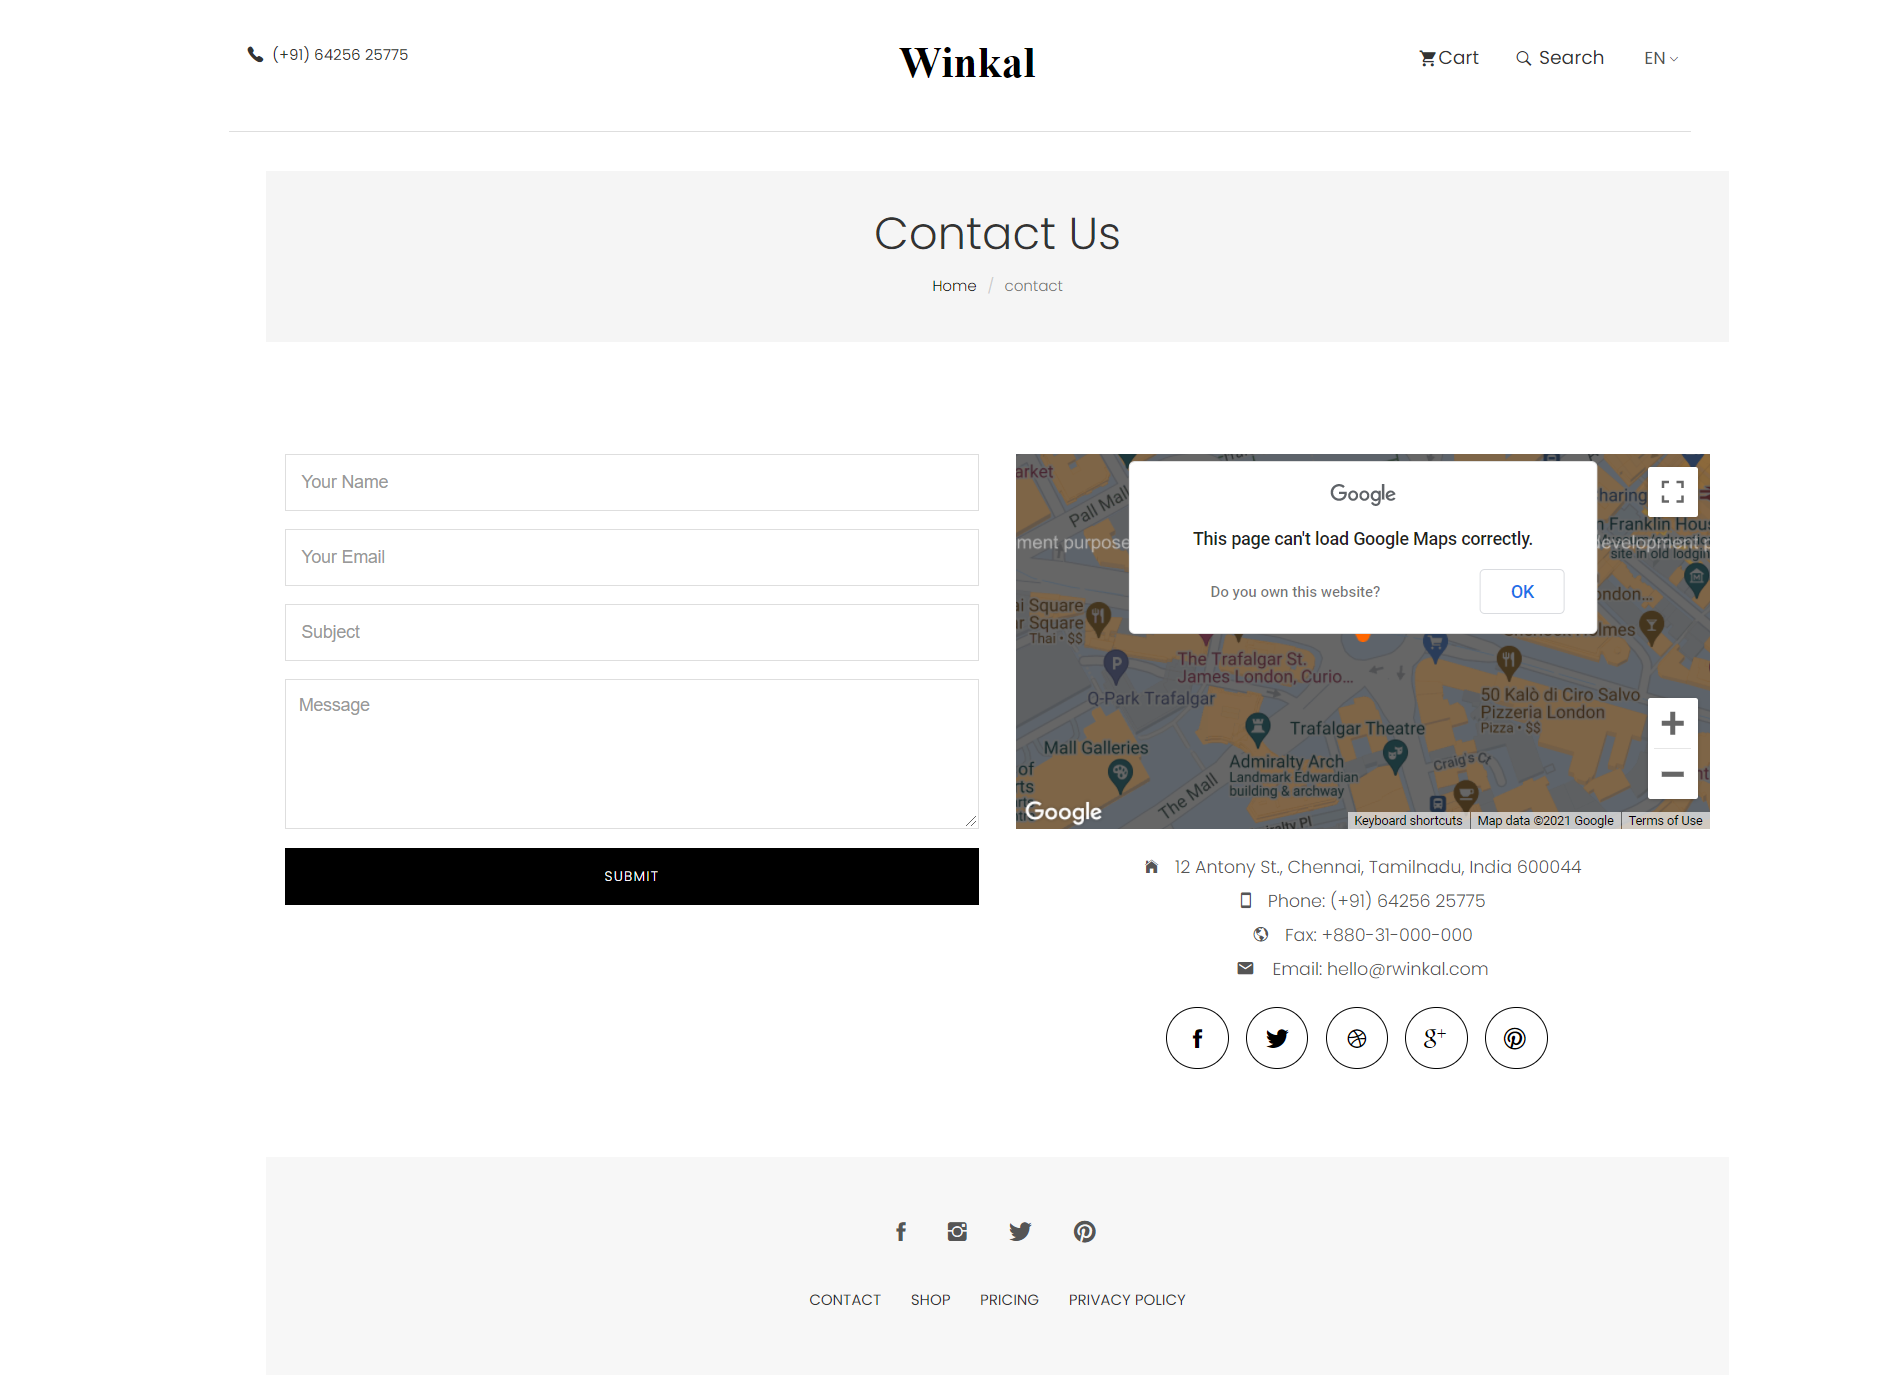 (+91) 64256 25775
Winkal
Cart
Search
EN
Contact Us
Home / contact
Your Name
Your Email
Subject
Message
SUBMIT
Google
This page can't load Google Maps correctly.
Do you own this website?
OK
arket
Pall Mall
haring
n Franklin Hou
site in old lodgin
ment purpose
evelopment p
ondon...
ai Square
r Square
Thai • $$
Holmes
The Trafalgar St.
James London, Curio...
Q-Park Trafalgar
50 Kalò di Ciro Salvo
Pizzeria London
Pizza • $$
Trafalgar Theatre
Mall Galleries
Admiralty Arch
Landmark Edwardian
building & archway
Craig's Ct
The Mall
of
rts
Google
Keyboard shortcuts
Map data ©2021 Google
Terms of Use
12 Antony St., Chennai, Tamilnadu, India 600044
Phone: (+91) 64256 25775
Fax: +880-31-000-000
Email: hello@rwinkal.com
CONTACT
SHOP
PRICING
PRIVACY POLICY